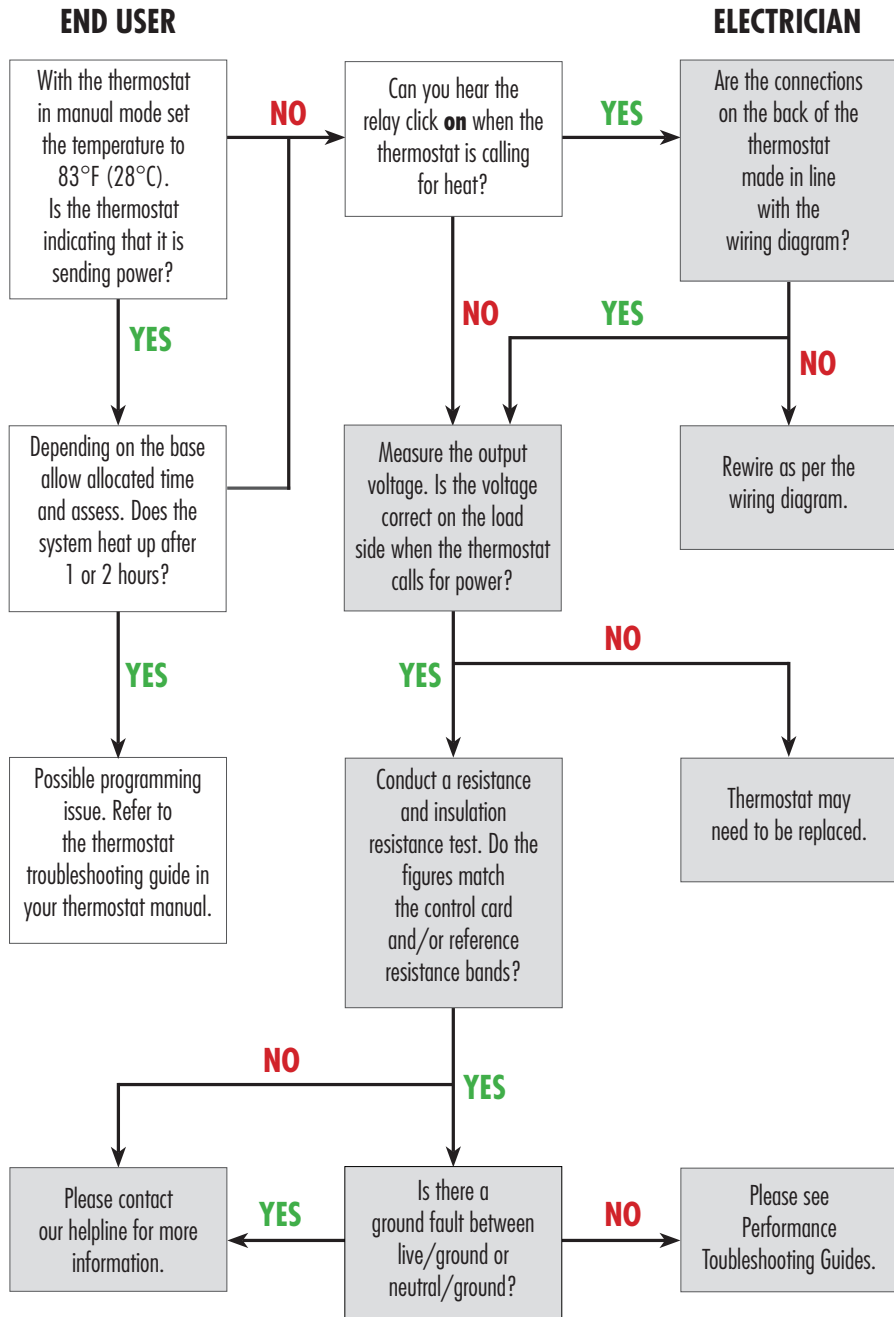 END USER
ELECTRICIAN
With the thermostat
in manual mode set
the temperature to
83°F (28°C).
Is the thermostat
indicating that it is
sending power?
NO
Can you hear the
relay click on when the
thermostat is calling
for heat?
YES
Are the connections
on the back of the
thermostat
made in line
with the
wiring diagram?
YES
NO
YES
NO
Depending on the base
allow allocated time
and assess. Does the
system heat up after
1 or 2 hours?
Measure the output
voltage. Is the voltage
correct on the load
side when the thermostat
calls for power?
Rewire as per the
wiring diagram.
YES
YES
NO
Possible programming
issue. Refer to
the thermostat
troubleshooting guide in
your thermostat manual.
Conduct a resistance
and insulation
resistance test. Do the
figures match
the control card
and/or reference
resistance bands?
Thermostat may
need to be replaced.
NO
YES
Please contact
our helpline for more
information.
YES
Is there a
ground fault between
live/ground or
neutral/ground?
NO
Please see
Performance
Toubleshooting Guides.